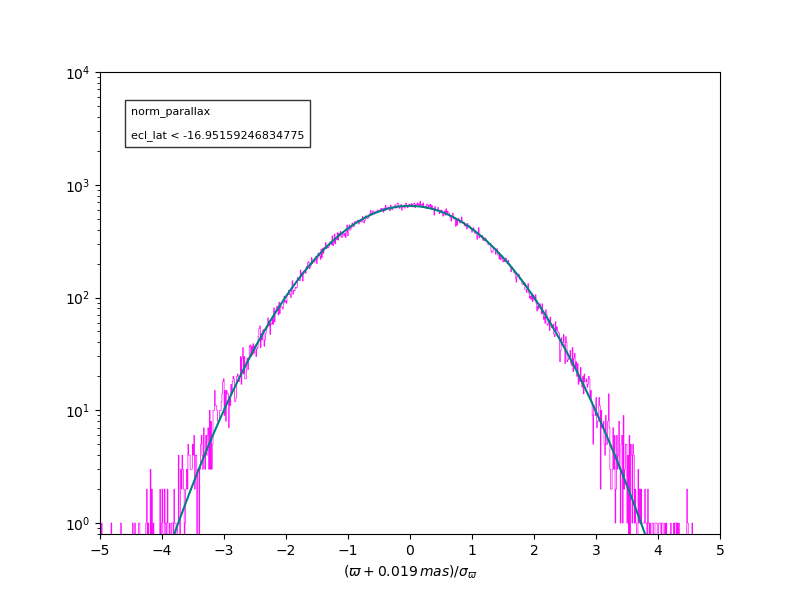 10^4
norm_parallax
ecl_lat < -16.95159246834775
10^3
10^2
10^1
10^0
−5 −4 −3 −2 −1 0 1 2 3 4 5
(ϖ + 0.019 mas)/σ_ϖ